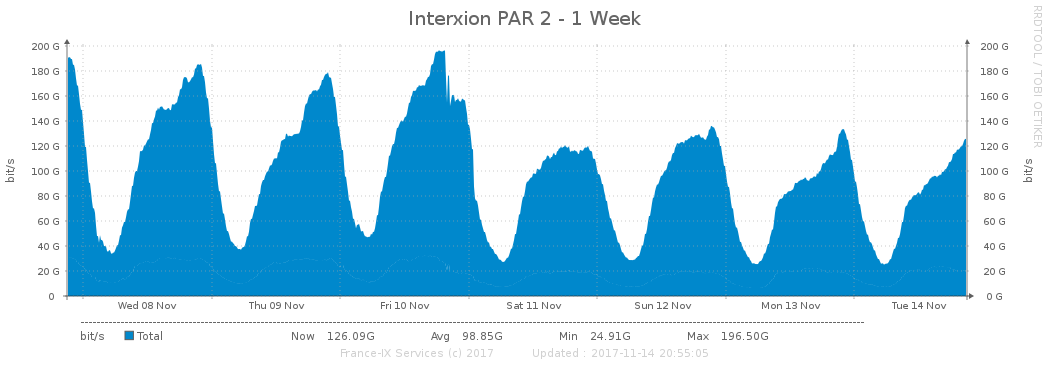 Interxion PAR 2 - 1 Week
RRDTOOL / TOBI OETIKER
bit/s
200 G 200 G
180 G 180 G
160 G 160 G
140 G 140 G
120 G 120 G
100 G 100 G
80 G 80 G
60 G 60 G
40 G 40 G
20 G 20 G
0 0 G
bit/s
Wed 08 Nov Thu 09 Nov Fri 10 Nov Sat 11 Nov Sun 12 Nov Mon 13 Nov Tue 14 Nov
bit/s Total Now 126.09G Avg 98.85G Min 24.91G Max 196.50G
France-IX Services (c) 2017 Updated : 2017-11-14 20:55:05